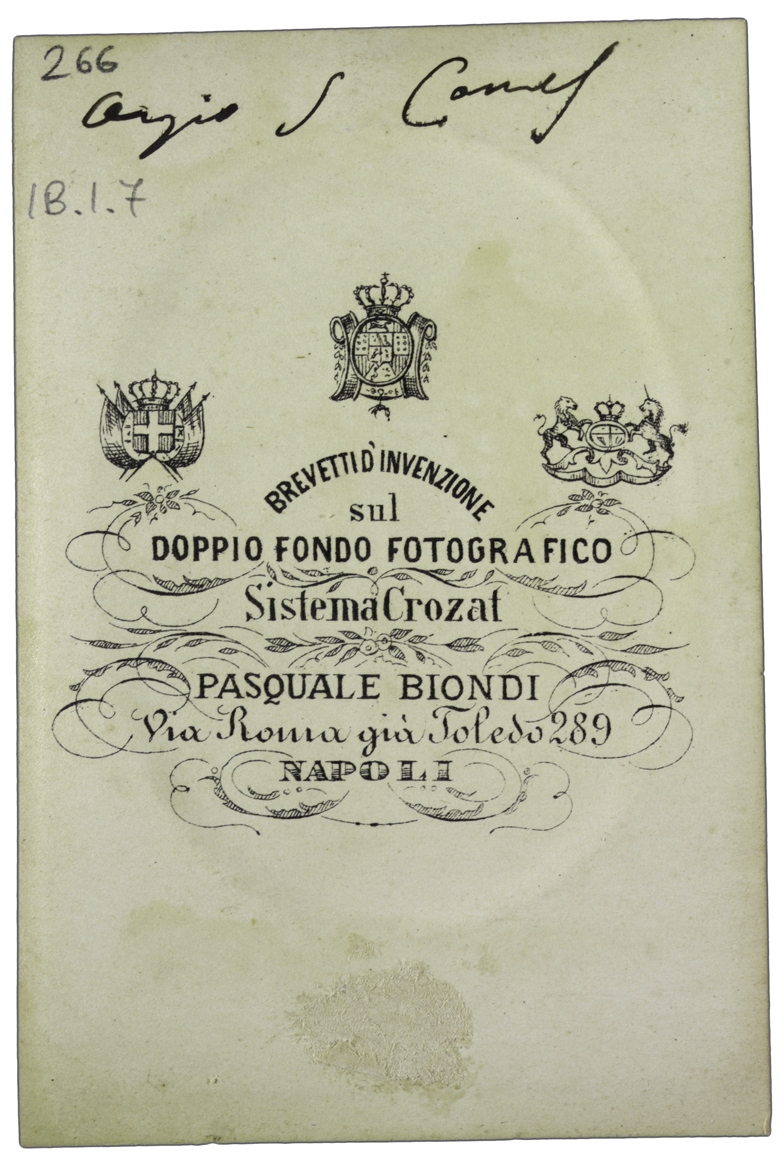 266
18.1.7
BREVETTI D'INVENZIONE
sul
DOPPIO FONDO FOTOGRAFICO
Sistema Crozat
PASQUALE BIONDI
Via Roma già Toledo 289
NAPOLI